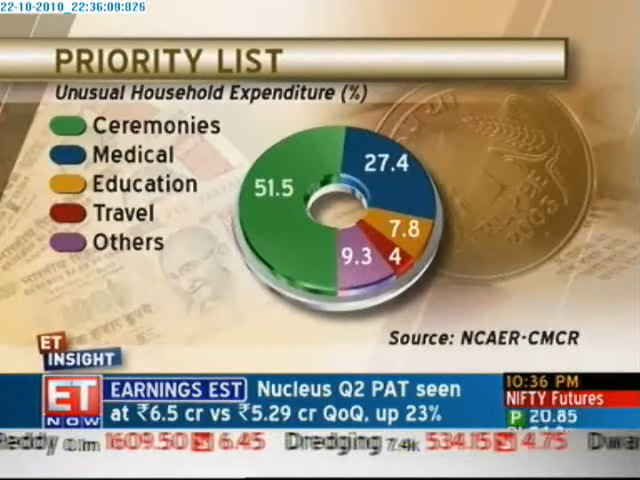 22-10-2010_22:36:09:826
PRIORITY LIST
Unusual Household Expenditure (%)
Ceremonies
Medical
Education
Travel
Others
51.5
27.4
7.8
4
9.3
Source: NCAER-CMCR
ET
INSIGHT
ET
NOW
EARNINGS EST
Nucleus Q2 PAT seen
at ₹6.5 cr vs ₹5.29 cr QoQ, up 23%
10:36 PM
NIFTY Futures
P 20.85
1609.50 6.45 Dredging 7.4k 534.15 4.75